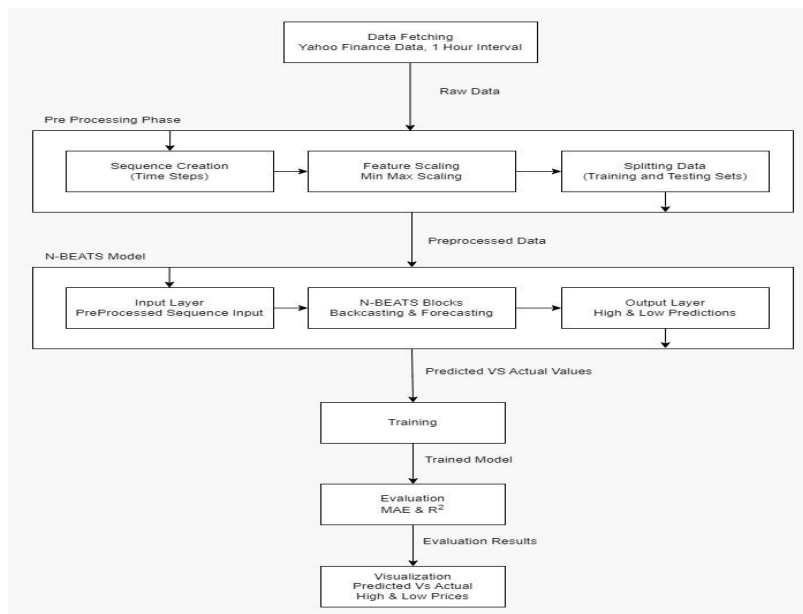 Data Fetching
Yahoo Finance Data, 1 Hour Interval
Raw Data
Pre Processing Phase
Sequence Creation
(Time Steps)
Feature Scaling
Min Max Scaling
Splitting Data
(Training and Testing Sets)
Preprocessed Data
N-BEATS Model
Input Layer
PreProcessed Sequence Input
N-BEATS Blocks
Backcasting & Forecasting
Output Layer
High & Low Predictions
Predicted VS Actual Values
Training
Trained Model
Evaluation
MAE & R²
Evaluation Results
Visualization
Predicted Vs Actual
High & Low Prices